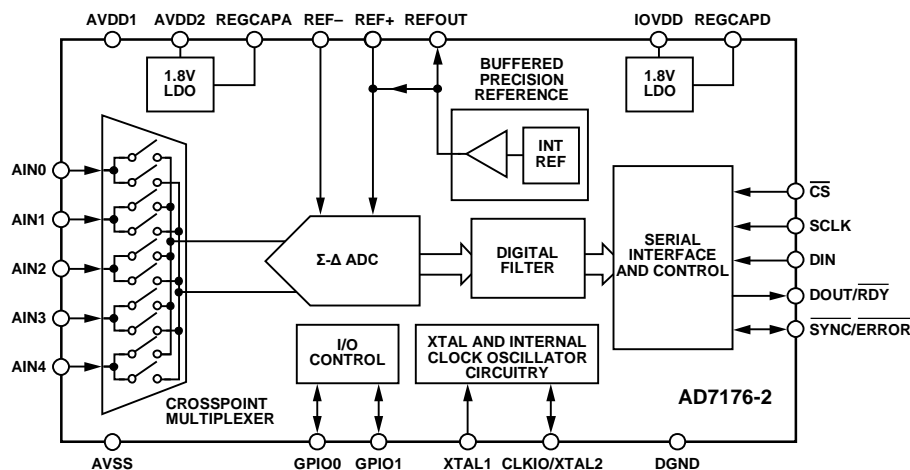 AVDD1 AVDD2 REGCAPA REF– REF+ REFOUT IOVDD REGCAPD
1.8V
LDO
BUFFERED
PRECISION
REFERENCE
1.8V
LDO
INT
REF
AIN0
AIN1
AIN2
AIN3
AIN4
Σ-Δ ADC
DIGITAL
FILTER
SERIAL
INTERFACE
AND CONTROL
CS
SCLK
DIN
DOUT/RDY
SYNC/ERROR
I/O
CONTROL
XTAL AND INTERNAL
CLOCK OSCILLATOR
CIRCUITRY
CROSSPOINT
MULTIPLEXER
AD7176-2
AVSS GPIO0 GPIO1 XTAL1 CLKIO/XTAL2 DGND